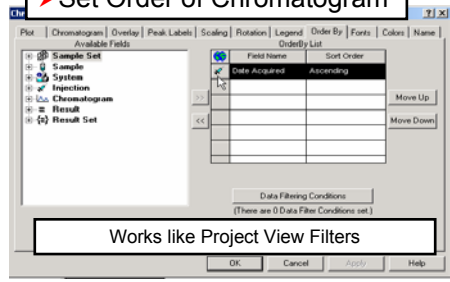 ➤Set Order of Chromatogram
Plot Chromatogram Overlay Peak Labels Scaling Rotation Legend Order By Fonts Colors Name
Available Fields
OrderBy List
Sample Set
Sample
System
Injection
Chromatogram
Result
Result Set
Field Name Sort Order
Date Acquired Ascending
>>
<<
Move Up
Move Down
Data Filtering Conditions
(There are 0 Data Filter Conditions set.)
Works like Project View Filters
OK Cancel Apply Help